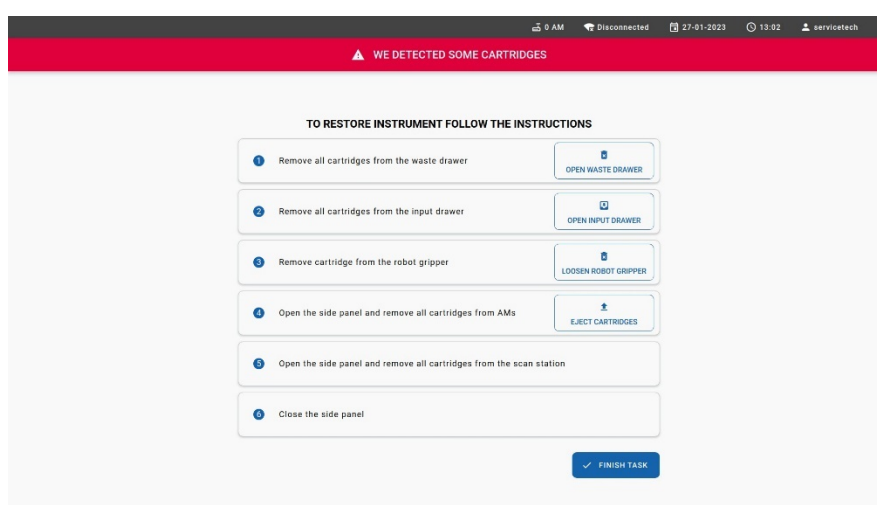 0 AM Disconnected 27-01-2023 13:02 servicetech
WE DETECTED SOME CARTRIDGES
TO RESTORE INSTRUMENT FOLLOW THE INSTRUCTIONS
1 Remove all cartridges from the waste drawer
OPEN WASTE DRAWER
2 Remove all cartridges from the input drawer
OPEN INPUT DRAWER
3 Remove cartridge from the robot gripper
LOOSEN ROBOT GRIPPER
4 Open the side panel and remove all cartridges from AMs
EJECT CARTRIDGES
5 Open the side panel and remove all cartridges from the scan station
6 Close the side panel
FINISH TASK